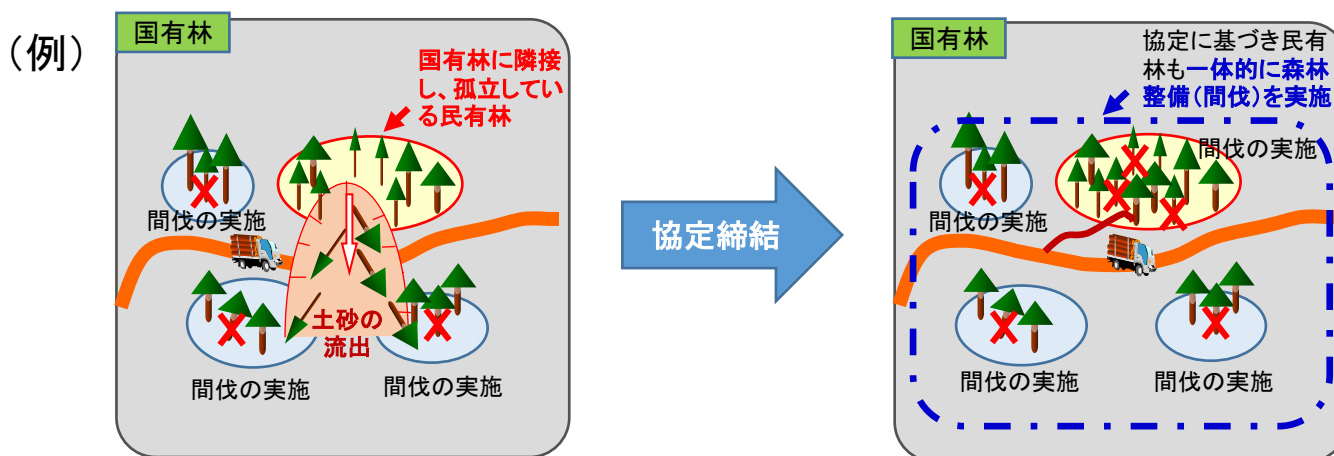 （例）
国有林
国有林に隣接
し、孤立してい
る民有林
間伐の実施
土砂の
流出
間伐の実施
間伐の実施
協定締結
国有林
協定に基づき民有
林も一体的に森林
整備（間伐）を実施
間伐の実施
間伐の実施
間伐の実施
間伐の実施